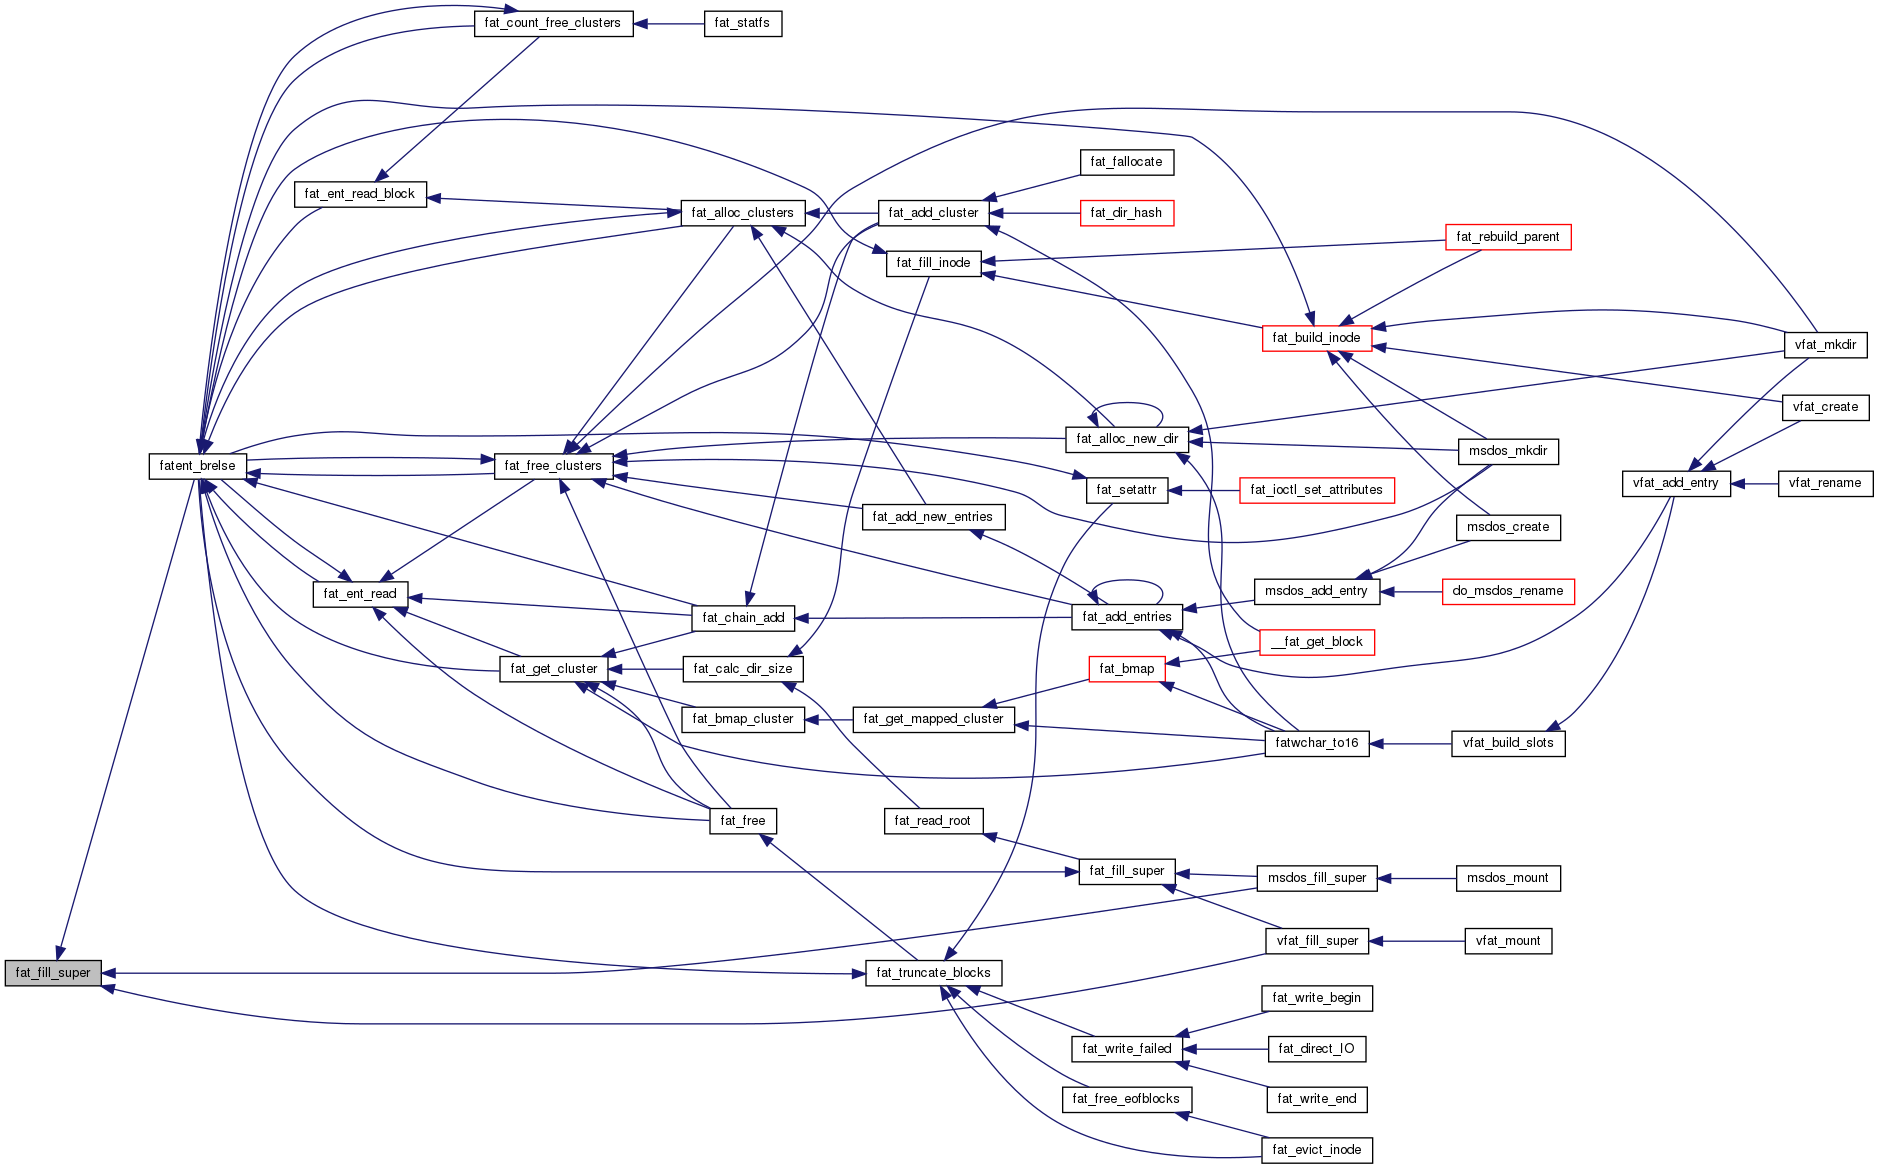 fat_count_free_clusters
fat_statfs
fat_fallocate
fat_ent_read_block
fat_alloc_clusters
fat_add_cluster
fat_dir_hash
fat_rebuild_parent
fat_fill_inode
fat_build_inode
vfat_mkdir
vfat_create
fat_alloc_new_dir
msdos_mkdir
fatent_brelse
fat_free_clusters
fat_setattr
fat_ioctl_set_attributes
vfat_add_entry
vfat_rename
fat_add_new_entries
msdos_create
fat_ent_read
msdos_add_entry
do_msdos_rename
fat_chain_add
fat_add_entries
__fat_get_block
fat_get_cluster
fat_calc_dir_size
fat_bmap
fat_bmap_cluster
fat_get_mapped_cluster
fatwchar_to16
vfat_build_slots
fat_free
fat_read_root
fat_fill_super
msdos_fill_super
msdos_mount
vfat_fill_super
vfat_mount
fat_fill_super
fat_truncate_blocks
fat_write_begin
fat_write_failed
fat_direct_IO
fat_free_eofblocks
fat_write_end
fat_evict_inode